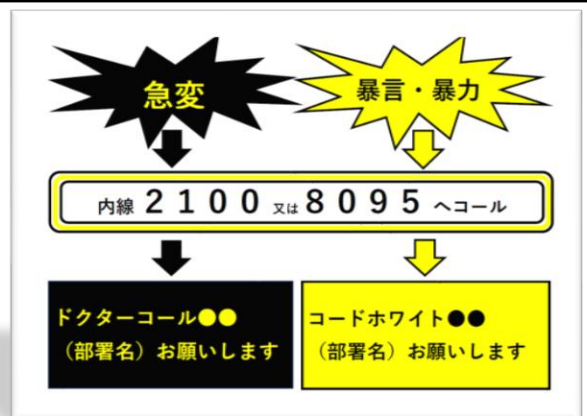 急変
暴言・暴力
内線 2100 又は 8095 へコール
ドクターコール●●
（部署名）お願いします
コードホワイト●●
（部署名）お願いします